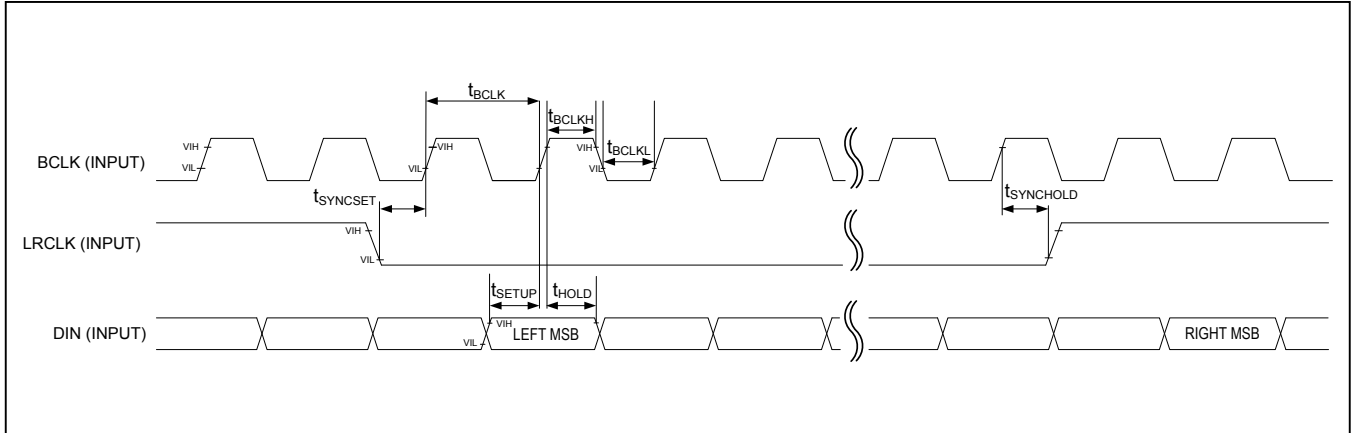 tBCLK
tBCLKH
tBCLKL
VIH
VIL
VIH
VIL
VIH
VIL
BCLK (INPUT)
tSYNCSET
tSYNCHOLD
VIH
VIL
LRCLK (INPUT)
tSETUP
tHOLD
VIH
VIL
DIN (INPUT)
LEFT MSB
RIGHT MSB